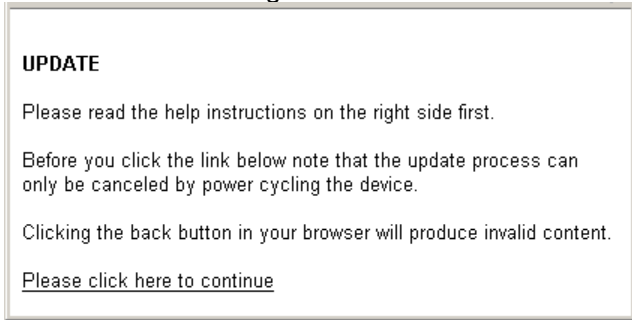 UPDATE
Please read the help instructions on the right side first.
Before you click the link below note that the update process can
only be canceled by power cycling the device.
Clicking the back button in your browser will produce invalid content.
Please click here to continue